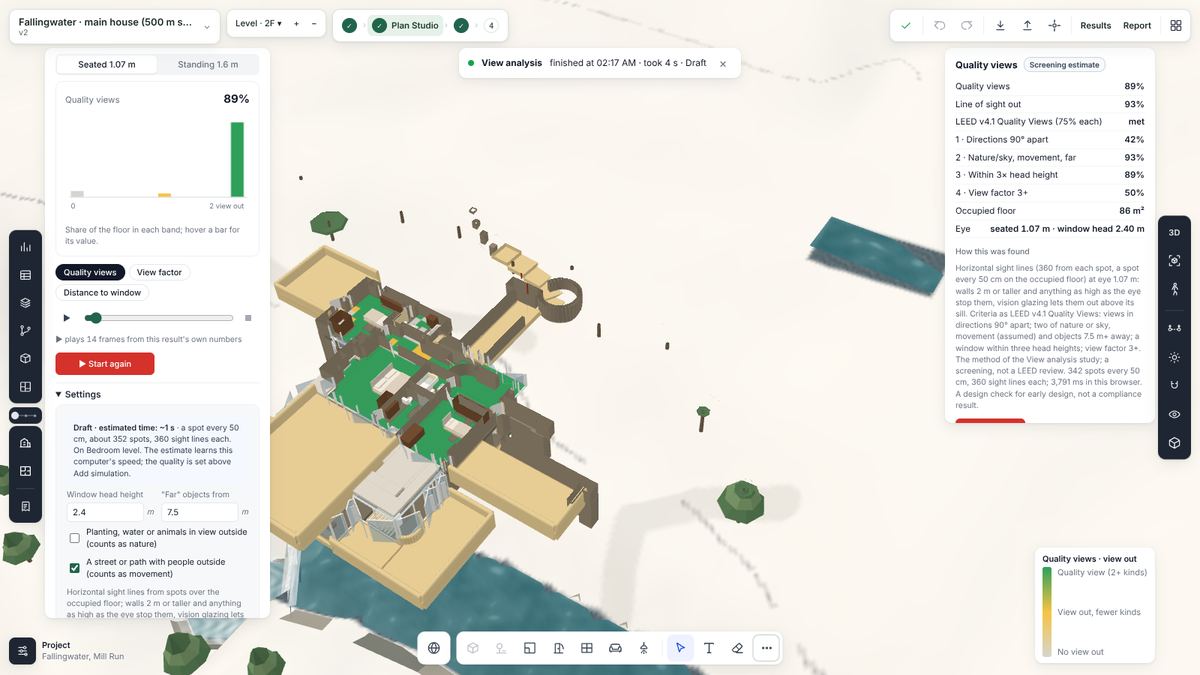 Fallingwater · main house (500 m s...
v2
Level · 2F ▾ + −
Plan Studio
4
Results
Report
Seated 1.07 m
Standing 1.6 m
View analysis finished at 02:17 AM · took 4 s · Draft ×
Quality views 89%
0 2 view out
Share of the floor in each band; hover a bar for
its value.
Quality views
View factor
Distance to window
▶ plays 14 frames from this result's own numbers
▶ Start again
▼ Settings
Draft · estimated time: ~1 s · a spot every 50
cm, about 352 spots, 360 sight lines each.
On Bedroom level. The estimate learns this
computer's speed; the quality is set above
Add simulation.
Window head height "Far" objects from
2.4 m 7.5 m
Planting, water or animals in view outside
(counts as nature)
A street or path with people outside
(counts as movement)
Horizontal sight lines from spots over the
occupied floor; walls 2 m or taller and anything
as high as the eye stop them, vision glazing lets
Project
Fallingwater, Mill Run
Quality views Screening estimate
Quality views 89%
Line of sight out 93%
LEED v4.1 Quality Views (75% each) met
1 · Directions 90° apart 42%
2 · Nature/sky, movement, far 93%
3 · Within 3× head height 89%
4 · View factor 3+ 50%
Occupied floor 86 m²
Eye seated 1.07 m · window head 2.40 m
How this was found
Horizontal sight lines (360 from each spot, a spot
every 50 cm on the occupied floor) at eye 1.07 m:
walls 2 m or taller and anything as high as the eye
stop them, vision glazing lets them out above its
sill. Criteria as LEED v4.1 Quality Views: views in
directions 90° apart; two of nature or sky,
movement (assumed) and objects 7.5 m+ away; a
window within three head heights; view factor 3+.
The method of the View analysis study; a
screening, not a LEED review. 342 spots every 50
cm, 360 sight lines each; 3,791 ms in this browser.
A design check for early design, not a compliance
result.
3D
Quality views · view out
Quality view (2+ kinds)
View out, fewer kinds
No view out